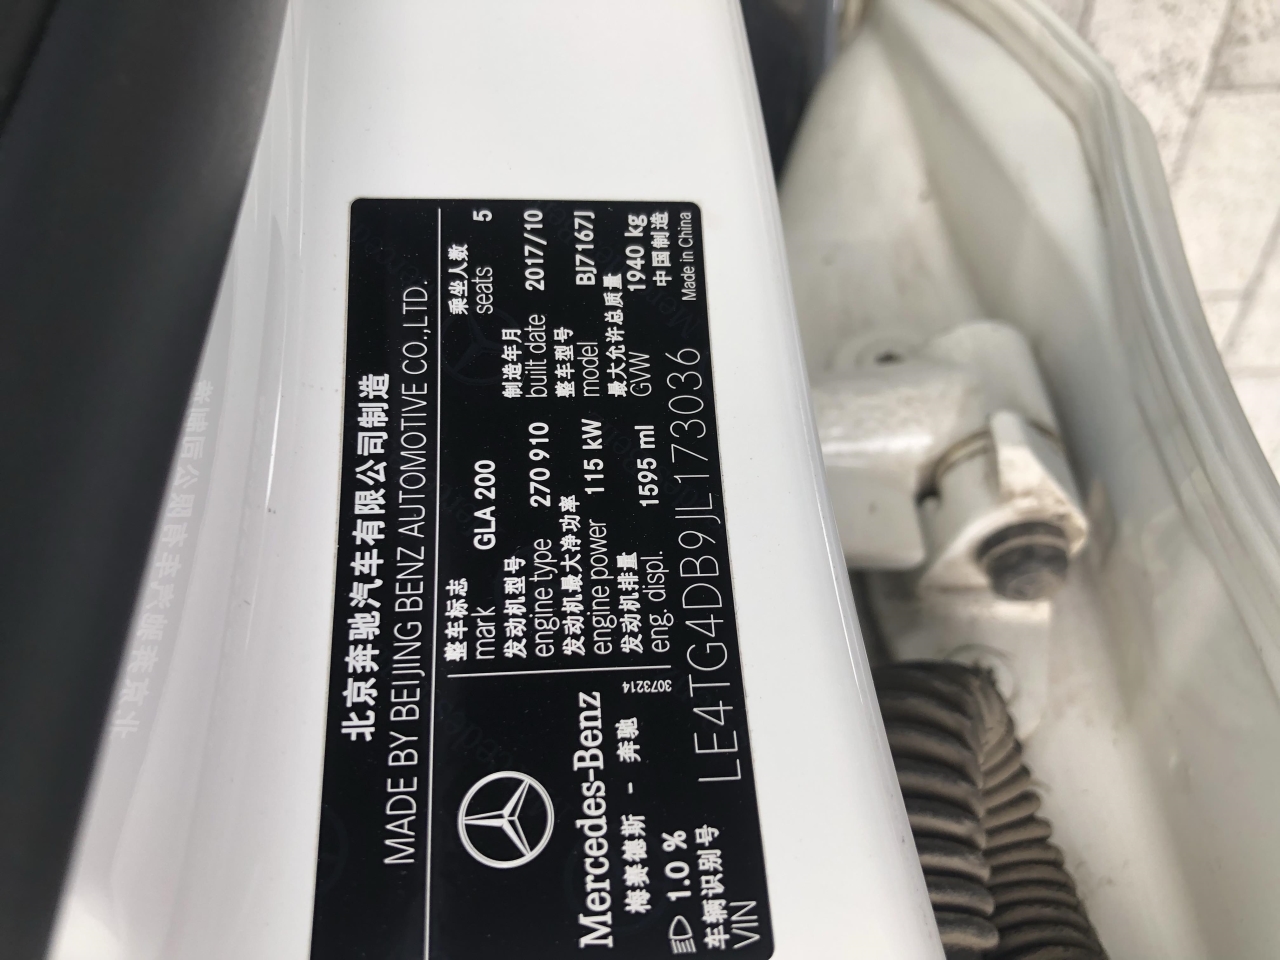 北京奔驰汽车有限公司制造
MADE BY BEIJING BENZ AUTOMOTIVE CO.,LTD.
整车标志
mark GLA 200
乘坐人数
seats 5
发动机型号
engine type 270 910
制造年月
built date 2017/10
发动机最大净功率
engine power 115 kW
整车型号
model BJ7167J
发动机排量
eng. displ. 1595 ml
最大允许总质量
GVW 1940 kg
Mercedes-Benz
梅赛德斯 - 奔驰
3073214
1.0 %
中国制造
Made in China
车辆识别号
VIN LE4TG4DB9JL173036